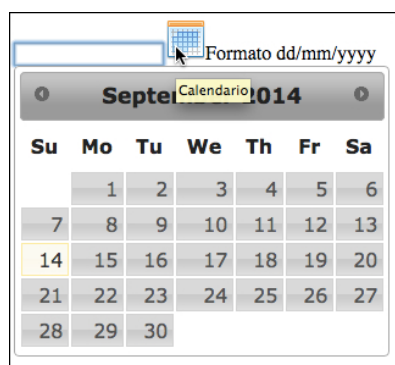 Formato dd/mm/yyyy
Calendario
2014
Su Mo Tu We Th Fr Sa
1 2 3 4 5 6
7 8 9 10 11 12 13
14 15 16 17 18 19 20
21 22 23 24 25 26 27
28 29 30